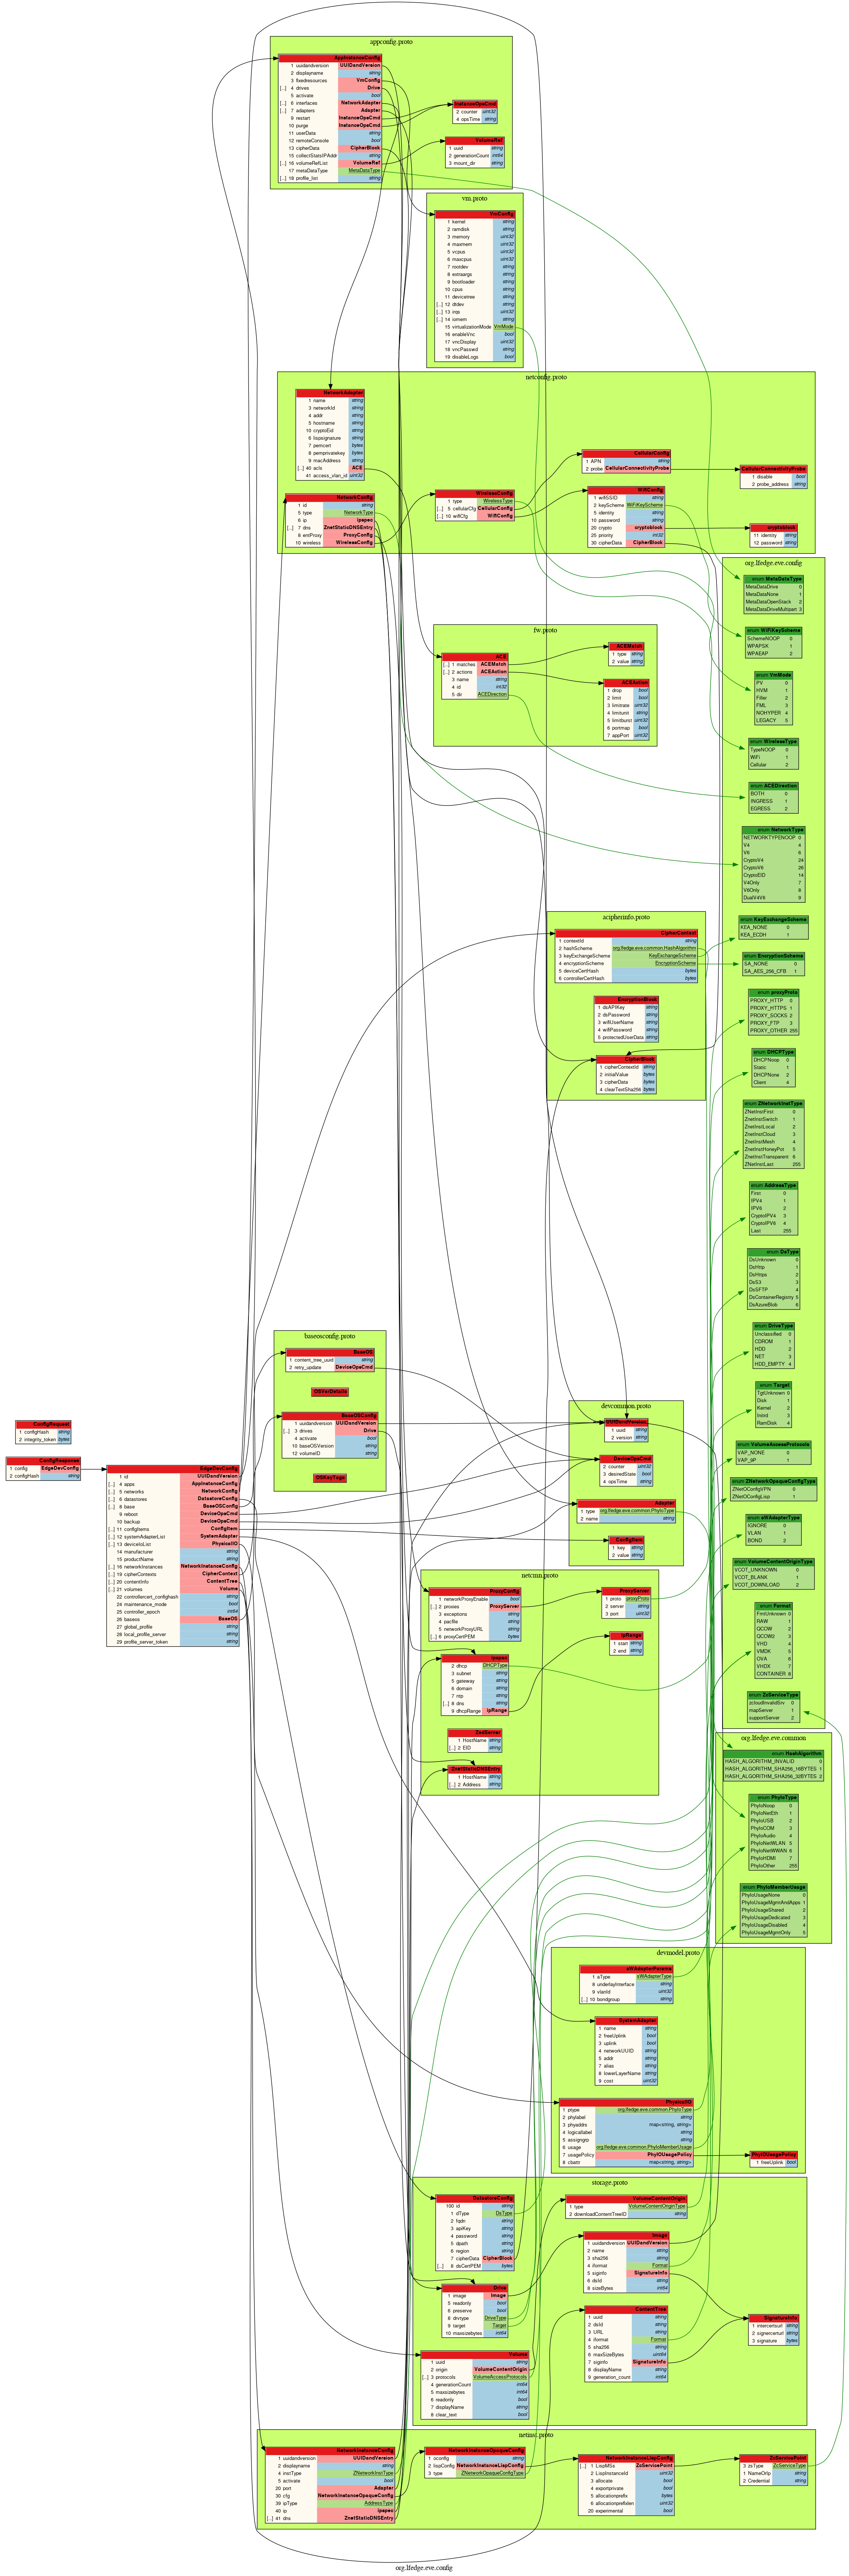 appconfig.proto
AppInstanceConfig
1 uuidandversion UUIDandVersion
2 displayname string
3 fixedresources VmConfig
[...] 4 drives Drive
5 activate bool
[...] 6 interfaces NetworkAdapter
[...] 7 adapters Adapter
9 restart InstanceOpsCmd
10 purge InstanceOpsCmd
11 userData string
12 remoteConsole bool
13 cipherData CipherBlock
15 collectStatsIPAddr string
[...] 16 volumeRefList VolumeRef
17 metaDataType MetaDataType
[...] 18 profile_list string
InstanceOpsCmd
2 counter uint32
4 opsTime string
VolumeRef
1 uuid string
2 generationCount int64
3 mount_dir string
vm.proto
VmConfig
1 kernel string
2 ramdisk string
3 memory uint32
4 maxmem uint32
5 vcpus uint32
6 maxcpus uint32
7 rootdev string
8 extraargs string
9 bootloader string
10 cpus string
11 devicetree string
[...] 12 dtdev string
[...] 13 irqs uint32
[...] 14 iomem string
15 virtualizationMode VmMode
16 enableVnc bool
17 vncDisplay uint32
18 vncPasswd string
19 disableLogs bool
netconfig.proto
NetworkAdapter
1 name string
3 networkId string
4 addr string
5 hostname string
10 cryptoEid string
6 lispsignature string
7 pemcert bytes
8 pemprivatekey bytes
9 macAddress string
[...] 40 acls ACE
41 access_vlan_id uint32
NetworkConfig
1 id string
5 type NetworkType
6 ip ipspec
[...] 7 dns ZnetStaticDNSEntry
8 entProxy ProxyConfig
10 wireless WirelessConfig
WirelessConfig
1 type WirelessType
[...] 5 cellularCfg CellularConfig
[...] 10 wifiCfg WifiConfig
CellularConfig
1 APN string
2 probe CellularConnectivityProbe
WifiConfig
1 wifiSSID string
2 keyScheme WiFiKeyScheme
5 identity string
10 password string
20 crypto cryptoblock
25 priority int32
30 cipherData CipherBlock
CellularConnectivityProbe
1 disable bool
2 probe_address string
cryptoblock
11 identity string
12 password string
fw.proto
ACE
[...] 1 matches ACEMatch
[...] 2 actions ACEAction
3 name string
4 id int32
5 dir ACEDirection
ACEMatch
1 type string
2 value string
ACEAction
1 drop bool
2 limit bool
3 limitrate uint32
4 limitunit string
5 limitburst uint32
6 portmap bool
7 appPort uint32
org.lfedge.eve.config
enum MetaDataType
MetaDataDrive 0
MetaDataNone 1
MetaDataOpenStack 2
MetaDataDriveMultipart 3
enum WiFiKeyScheme
SchemeNOOP 0
WPAPSK 1
WPAEAP 2
enum VmMode
PV 0
HVM 1
Filler 2
FML 3
NOHYPER 4
LEGACY 5
enum WirelessType
TypeNOOP 0
WiFi 1
Cellular 2
enum ACEDirection
BOTH 0
INGRESS 1
EGRESS 2
enum NetworkType
NETWORKTYPENOOP 0
V4 4
V6 6
CryptoV4 24
CryptoV6 26
CryptoEID 14
V4Only 7
V6Only 8
DualV4V6 9
enum KeyExchangeScheme
KEA_NONE 0
KEA_ECDH 1
enum EncryptionScheme
SA_NONE 0
SA_AES_256_CFB 1
enum proxyProto
PROXY_HTTP 0
PROXY_HTTPS 1
PROXY_SOCKS 2
PROXY_FTP 3
PROXY_OTHER 255
enum DHCPType
DHCPNoop 0
Static 1
DHCPNone 2
Client 4
enum ZNetworkInstType
ZNetInstFirst 0
ZnetInstSwitch 1
ZnetInstLocal 2
ZnetInstCloud 3
ZnetInstMesh 4
ZnetInstHoneyPot 5
ZnetInstTransparent 6
ZNetInstLast 255
enum AddressType
First 0
IPV4 1
IPV6 2
CryptoIPV4 3
CryptoIPV6 4
Last 255
enum DsType
DsUnknown 0
DsHttp 1
DsHttps 2
DsS3 3
DsSFTP 4
DsContainerRegistry 5
DsAzureBlob 6
enum DriveType
Unclassified 0
CDROM 1
HDD 2
NET 3
HDD_EMPTY 4
enum Target
TgtUnknown 0
Disk 1
Kernel 2
Initrd 3
RamDisk 4
enum VolumeAccessProtocols
VAP_NONE 0
VAP_9P 1
enum ZNetworkOpaqueConfigType
ZNetOConfigVPN 0
ZNetOConfigLisp 1
enum sWAdapterType
IGNORE 0
VLAN 1
BOND 2
enum VolumeContentOriginType
VCOT_UNKNOWN 0
VCOT_BLANK 1
VCOT_DOWNLOAD 2
enum Format
FmtUnknown 0
RAW 1
QCOW 2
QCOW2 3
VHD 4
VMDK 5
OVA 6
VHDX 7
CONTAINER 8
enum ZsServiceType
zcloudInvalidSrv 0
mapServer 1
supportServer 2
acipherinfo.proto
CipherContext
1 contextId string
2 hashScheme org.lfedge.eve.common.HashAlgorithm
3 keyExchangeScheme KeyExchangeScheme
4 encryptionScheme EncryptionScheme
5 deviceCertHash bytes
6 controllerCertHash bytes
EncryptionBlock
1 dsAPIKey string
2 dsPassword string
3 wifiUserName string
4 wifiPassword string
5 protectedUserData string
CipherBlock
1 cipherContextId string
2 initialValue bytes
3 cipherData bytes
4 clearTextSha256 bytes
baseosconfig.proto
BaseOS
1 content_tree_uuid string
2 retry_update DeviceOpsCmd
OSVerDetails
BaseOSConfig
1 uuidandversion UUIDandVersion
[...] 3 drives Drive
4 activate bool
10 baseOSVersion string
12 volumeID string
OSKeyTags
devcommon.proto
UUIDandVersion
1 uuid string
2 version string
DeviceOpsCmd
2 counter uint32
3 desiredState bool
4 opsTime string
Adapter
1 type org.lfedge.eve.common.PhyIoType
2 name string
ConfigItem
1 key string
2 value string
ConfigRequest
1 configHash string
2 integrity_token bytes
ConfigResponse
1 config EdgeDevConfig
2 configHash string
EdgeDevConfig
1 id UUIDandVersion
[...] 4 apps AppInstanceConfig
[...] 5 networks NetworkConfig
[...] 6 datastores DatastoreConfig
[...] 8 base BaseOSConfig
9 reboot DeviceOpsCmd
10 backup DeviceOpsCmd
[...] 11 configItems ConfigItem
[...] 12 systemAdapterList SystemAdapter
[...] 13 deviceIoList PhysicalIO
14 manufacturer string
15 productName string
[...] 16 networkInstances NetworkInstanceConfig
[...] 19 cipherContexts CipherContext
[...] 20 contentInfo ContentTree
[...] 21 volumes Volume
22 controllercert_confighash string
24 maintenance_mode bool
25 controller_epoch int64
26 baseos BaseOS
27 global_profile string
28 local_profile_server string
29 profile_server_token string
netcmn.proto
ProxyConfig
1 networkProxyEnable bool
[...] 2 proxies ProxyServer
3 exceptions string
4 pacfile string
5 networkProxyURL string
[...] 6 proxyCertPEM bytes
ProxyServer
1 proto proxyProto
2 server string
3 port uint32
ipspec
2 dhcp DHCPType
3 subnet string
5 gateway string
6 domain string
7 ntp string
[...] 8 dns string
9 dhcpRange ipRange
ipRange
1 start string
2 end string
ZedServer
1 HostName string
[...] 2 EID string
ZnetStaticDNSEntry
1 HostName string
[...] 2 Address string
org.lfedge.eve.common
enum HashAlgorithm
HASH_ALGORITHM_INVALID 0
HASH_ALGORITHM_SHA256_16BYTES 1
HASH_ALGORITHM_SHA256_32BYTES 2
enum PhyIoType
PhyIoNoop 0
PhyIoNetEth 1
PhyIoUSB 2
PhyIoCOM 3
PhyIoAudio 4
PhyIoNetWLAN 5
PhyIoNetWWAN 6
PhyIoHDMI 7
PhyIoOther 255
enum PhyIoMemberUsage
PhyIoUsageNone 0
PhyIoUsageMgmtAndApps 1
PhyIoUsageShared 2
PhyIoUsageDedicated 3
PhyIoUsageDisabled 4
PhyIoUsageMgmtOnly 5
devmodel.proto
sWAdapterParams
1 aType sWAdapterType
8 underlayInterface string
9 vlanId uint32
[...] 10 bondgroup string
SystemAdapter
1 name string
2 freeUplink bool
3 uplink bool
4 networkUUID string
5 addr string
7 alias string
8 lowerLayerName string
9 cost uint32
PhysicalIO
1 ptype org.lfedge.eve.common.PhyIoType
2 phylabel string
3 phyaddrs map<string, string>
4 logicallabel string
5 assigngrp string
6 usage org.lfedge.eve.common.PhyIoMemberUsage
7 usagePolicy PhyIOUsagePolicy
8 cbattr map<string, string>
PhyIOUsagePolicy
1 freeUplink bool
storage.proto
DatastoreConfig
100 id string
1 dType DsType
2 fqdn string
3 apiKey string
4 password string
5 dpath string
6 region string
7 cipherData CipherBlock
[...] 8 dsCertPEM bytes
VolumeContentOrigin
1 type VolumeContentOriginType
2 downloadContentTreeID string
Image
1 uuidandversion UUIDandVersion
2 name string
3 sha256 string
4 iformat Format
5 siginfo SignatureInfo
6 dsId string
8 sizeBytes int64
Drive
1 image Image
5 readonly bool
6 preserve bool
8 drvtype DriveType
9 target Target
10 maxsizebytes int64
ContentTree
1 uuid string
2 dsId string
3 URL string
4 iformat Format
5 sha256 string
6 maxSizeBytes uint64
7 siginfo SignatureInfo
8 displayName string
9 generation_count int64
SignatureInfo
1 intercertsurl string
2 signercerturl string
3 signature bytes
Volume
1 uuid string
2 origin VolumeContentOrigin
[...] 3 protocols VolumeAccessProtocols
4 generationCount int64
5 maxsizebytes int64
6 readonly bool
7 displayName string
8 clear_text bool
netinst.proto
NetworkInstanceConfig
1 uuidandversion UUIDandVersion
2 displayname string
4 instType ZNetworkInstType
5 activate bool
20 port Adapter
30 cfg NetworkInstanceOpaqueConfig
39 ipType AddressType
40 ip ipspec
[...] 41 dns ZnetStaticDNSEntry
NetworkInstanceOpaqueConfig
1 oconfig string
2 lispConfig NetworkInstanceLispConfig
3 type ZNetworkOpaqueConfigType
NetworkInstanceLispConfig
[...] 1 LispMSs ZcServicePoint
2 LispInstanceId uint32
3 allocate bool
4 exportprivate bool
5 allocationprefix bytes
6 allocationprefixlen uint32
20 experimental bool
ZcServicePoint
3 zsType ZcServiceType
1 NameOrIp string
2 Credential string
org.lfedge.eve.config